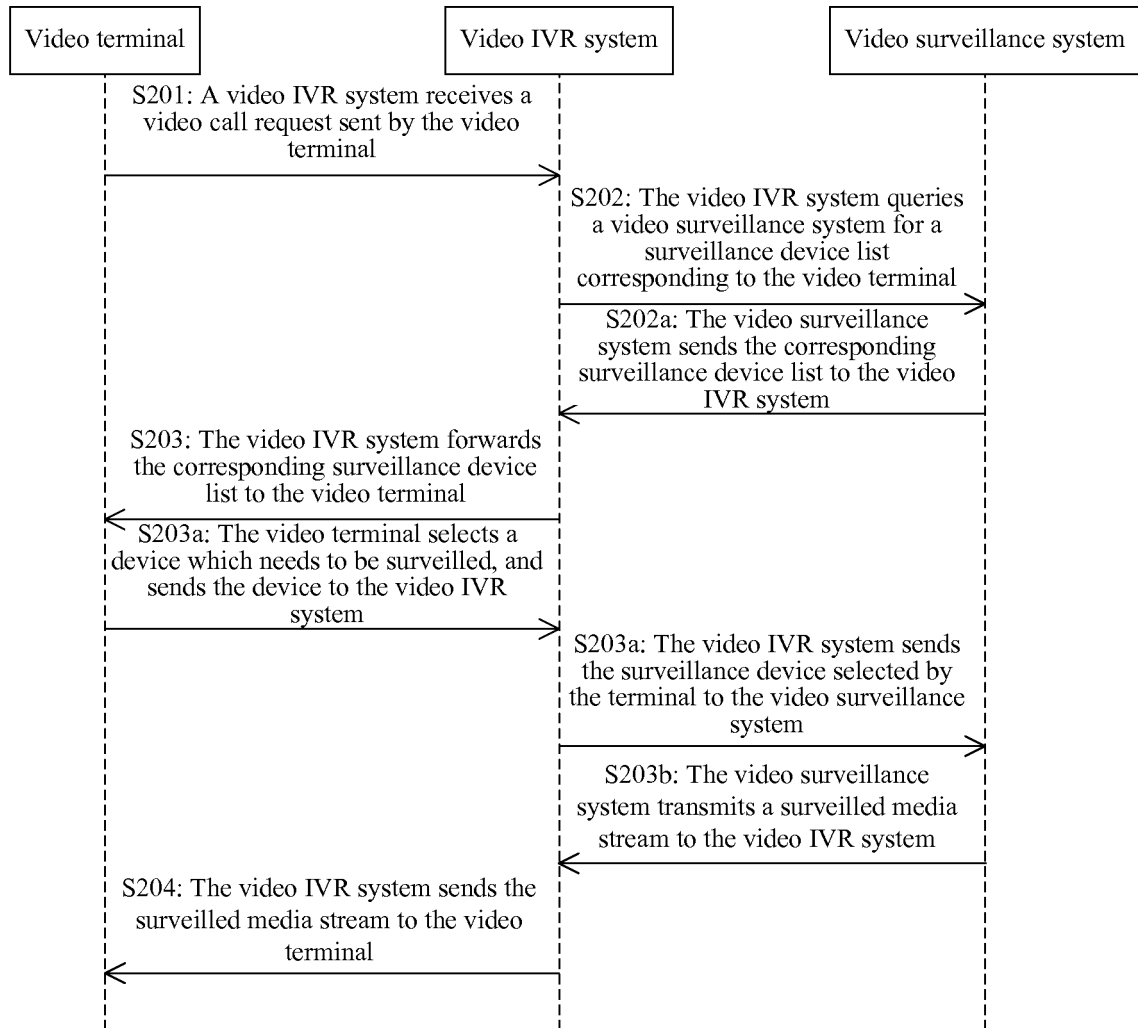 Video terminal
Video IVR system
Video surveillance system
S201: A video IVR system receives a
video call request sent by the video
terminal
S202: The video IVR system queries
a video surveillance system for a
surveillance device list
corresponding to the video terminal
S202a: The video surveillance
system sends the corresponding
surveillance device list to the video
IVR system
S203: The video IVR system forwards
the corresponding surveillance device
list to the video terminal
S203a: The video terminal selects a
device which needs to be surveilled, and
sends the device to the video IVR
system
S203a: The video IVR system sends
the surveillance device selected by
the terminal to the video surveillance
system
S203b: The video surveillance
system transmits a surveilled media
stream to the video IVR system
S204: The video IVR system sends the
surveilled media stream to the video
terminal